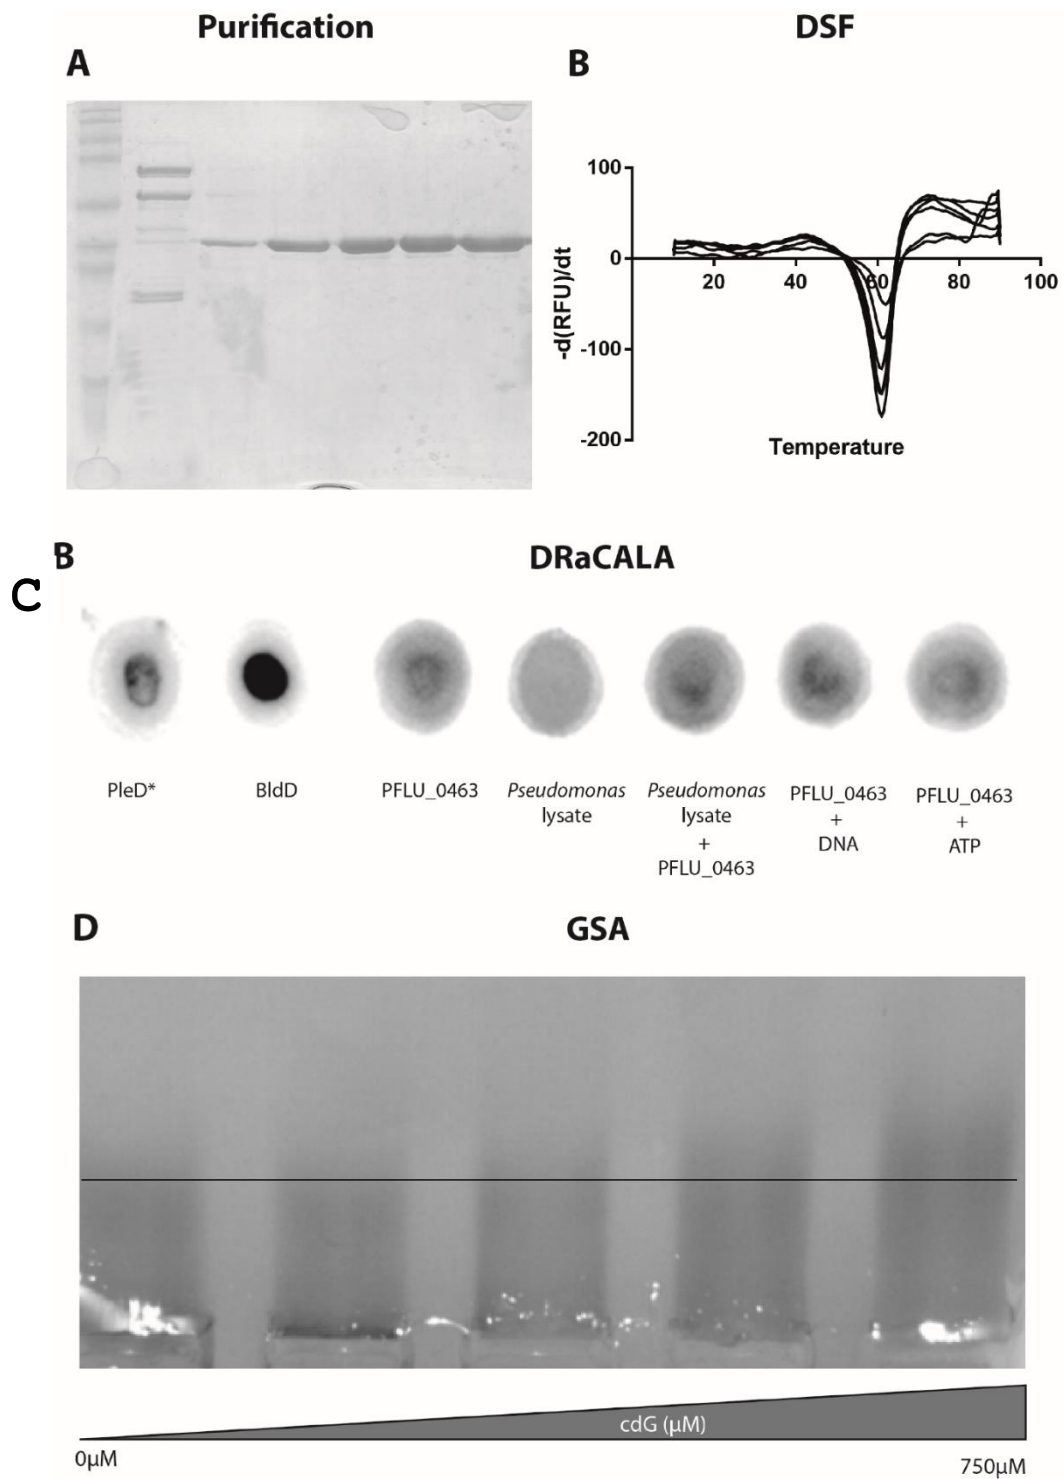 Purification
DSF
A
B
100
0
-100
-200
20
40
60
80
100
-d(RFU)/dt
Temperature
B
DRaCALA
C
PleD*
BldD
PFLU_0463
Pseudomonas
lysate
Pseudomonas
lysate
+
PFLU_0463
PFLU_0463
+
DNA
PFLU_0463
+
ATP
D
GSA
cdG (µM)
0µM
750µM